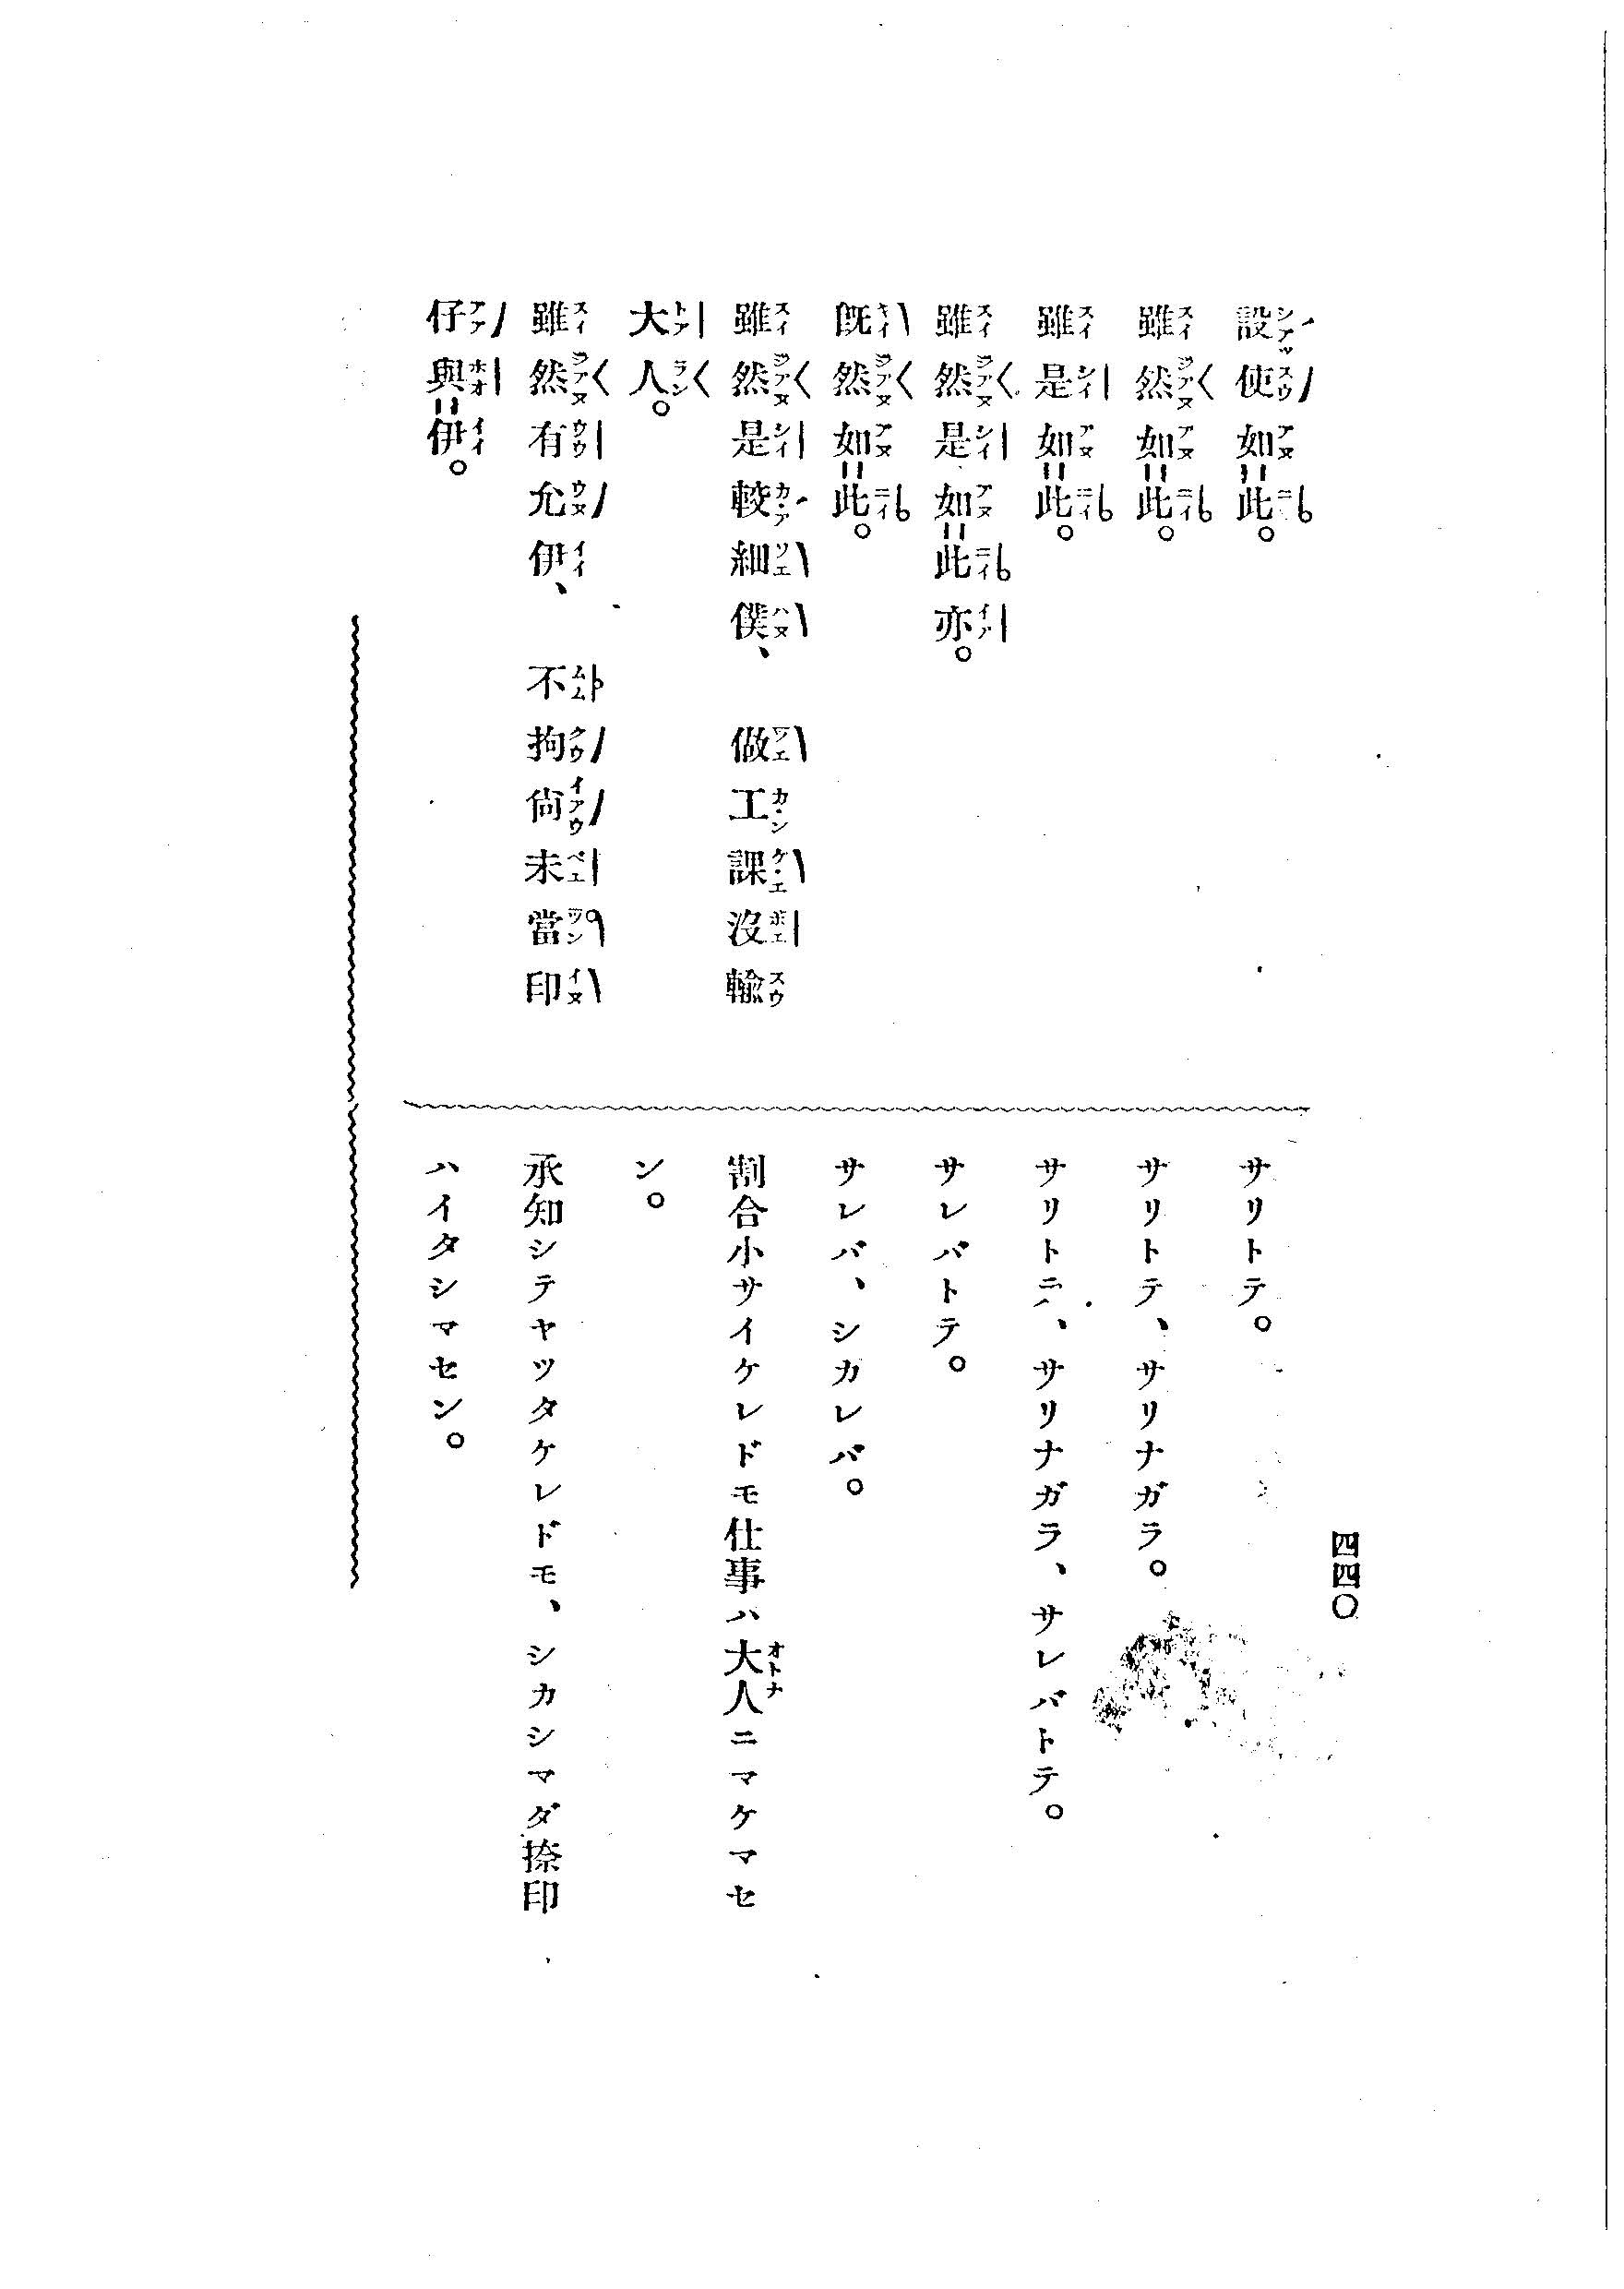 四四〇
設使如此。
雖然如此。
雖是如此。
雖然是如此亦。
既然如此。
雖然是較細僕、做工課沒輸
大人。
雖然有允伊、不拘尙未當印
仔與伊。
サリトテ。
サリトテ、サリナガラ。
サリトニ、サリナガラ、サレバトテ。
サレバトテ。
サレバ、シカレバ。
割合小サイケレドモ仕事ハ大人ニマケマセ
ン。
承知シテヤッタケレドモ、シカシマダ捺印
ハイタシマセン。